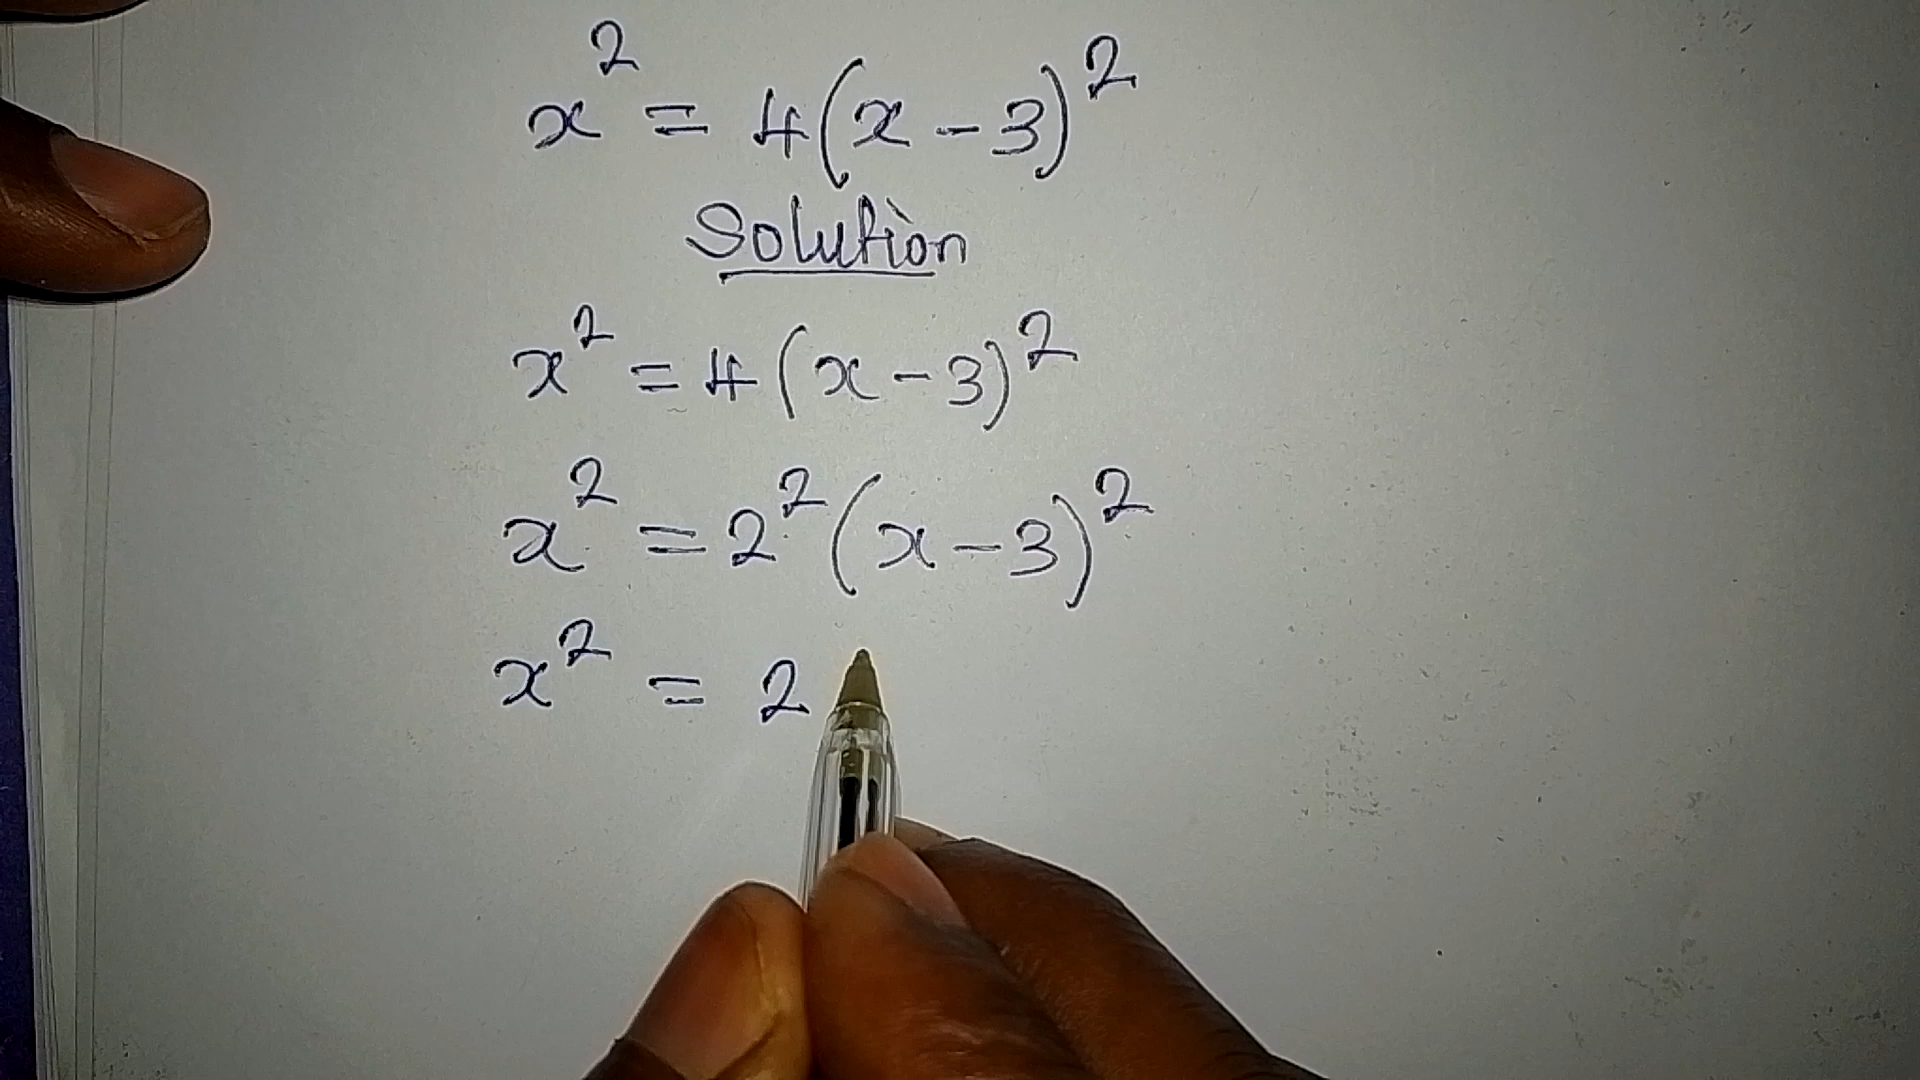 x² = 4(x - 3)²
Solution
x² = 4(x - 3)²
x² = 2²(x - 3)²
x² = 2